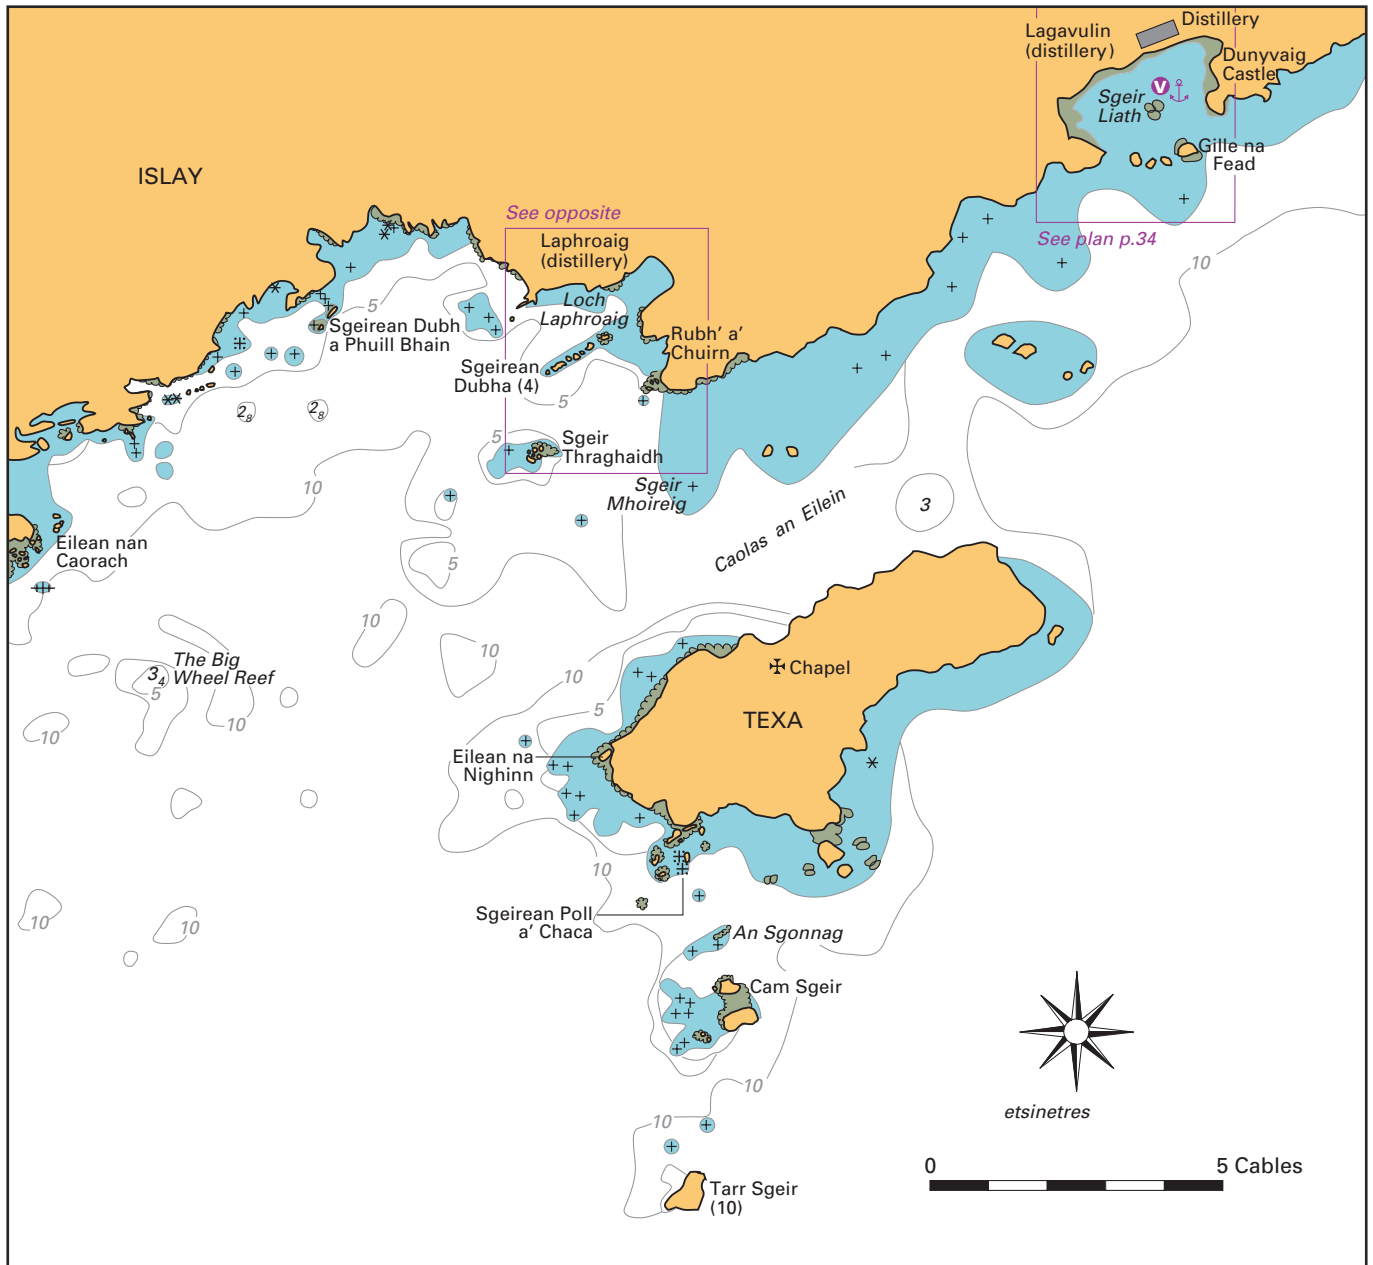 Distillery
Lagavulin
(distillery)
Dunyvaig
Castle
V
Sgeir
Liath
Gille na
Fead
ISLAY
See opposite
See plan p.34
Laphroaig
(distillery)
10
5
Loch
Laphroaig
Sgeirean Dubh
a Phuill Bhain
Rubh' a'
Chuirn
Sgeirean
Dubha (4)
5
2₈
2₈
5
Sgeir
Thraghaidh
10
Sgeir
Mhoireig
Caolas an Eilein
3
Eilean nan
Caorach
5
10
10
The Big
Wheel Reef
3₄
5
10
10
10
Chapel
5
TEXA
Eilean na
Nighinn
10
Sgeirean Poll
a' Chaca
10
10
An Sgonnag
Cam Sgeir
10
etsinetres
10
0
5 Cables
Tarr Sgeir
(10)